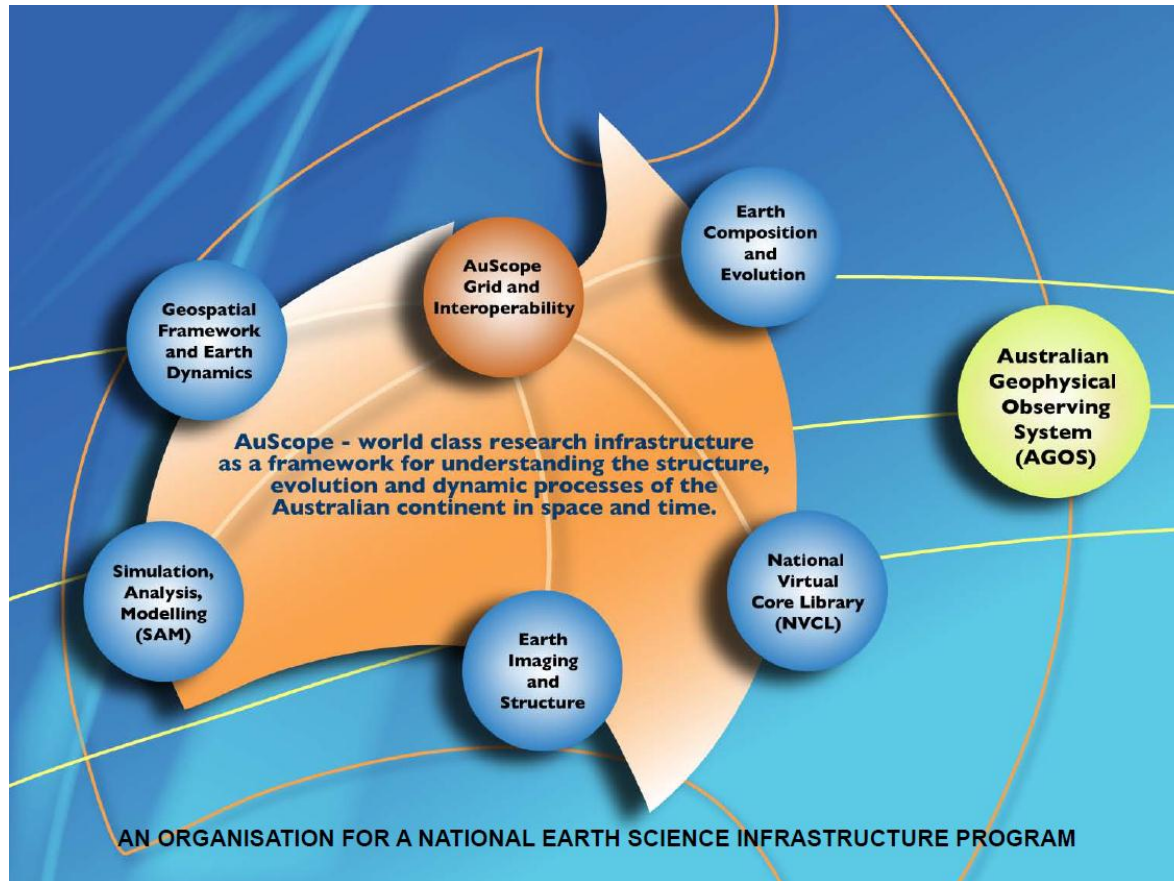 Earth
Composition
and
Evolution
AuScope
Grid and
Interoperability
Geospatial
Framework
and Earth
Dynamics
Australian
Geophysical
Observing
System
(AGOS)
AuScope - world class research infrastructure
as a framework for understanding the structure,
evolution and dynamic processes of the
Australian continent in space and time.
Simulation,
Analysis,
Modelling
(SAM)
National
Virtual
Core Library
(NVCL)
Earth
Imaging
and
Structure
AN ORGANISATION FOR A NATIONAL EARTH SCIENCE INFRASTRUCTURE PROGRAM